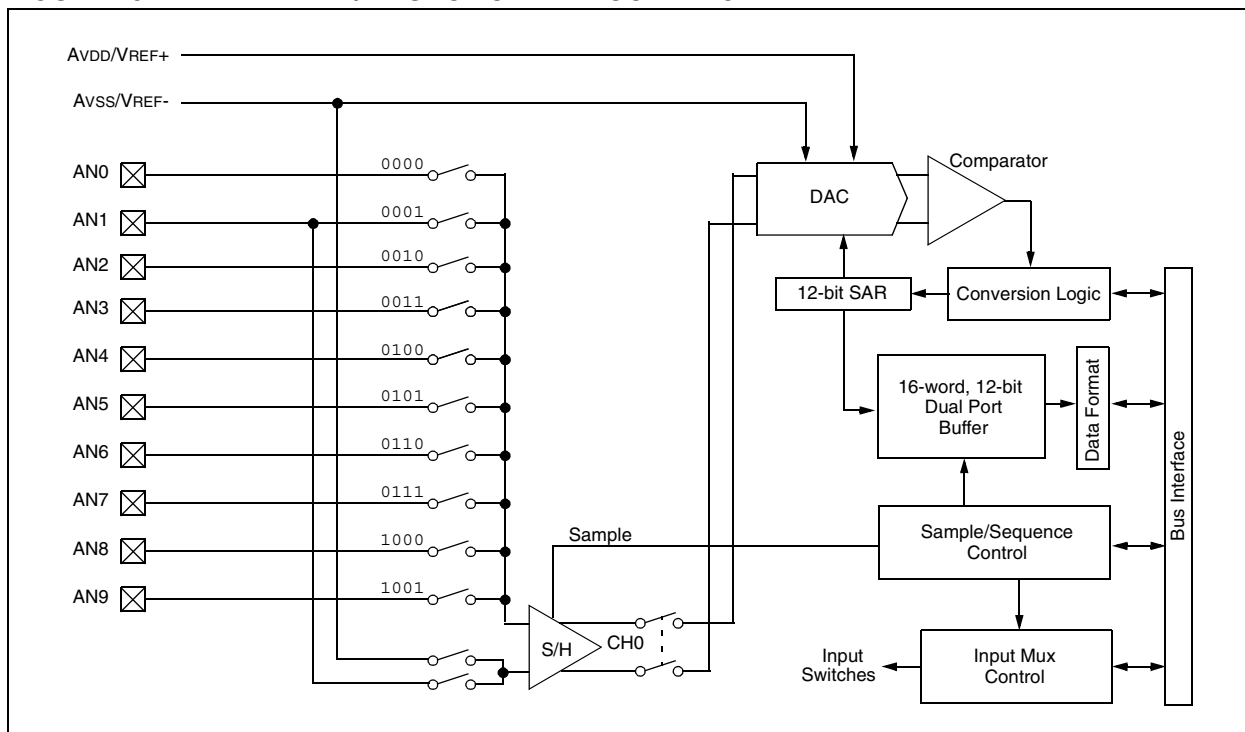 AVDD/VREF+
AVSS/VREF-
AN0
0000
AN1
0001
AN2
0010
AN3
0011
AN4
0100
AN5
0101
AN6
0110
AN7
0111
AN8
1000
AN9
1001
DAC
Comparator
12-bit SAR
Conversion Logic
16-word, 12-bit
Dual Port
Buffer
Data Format
Bus Interface
Sample
Sample/Sequence
Control
S/H
CH0
Input
Switches
Input Mux
Control